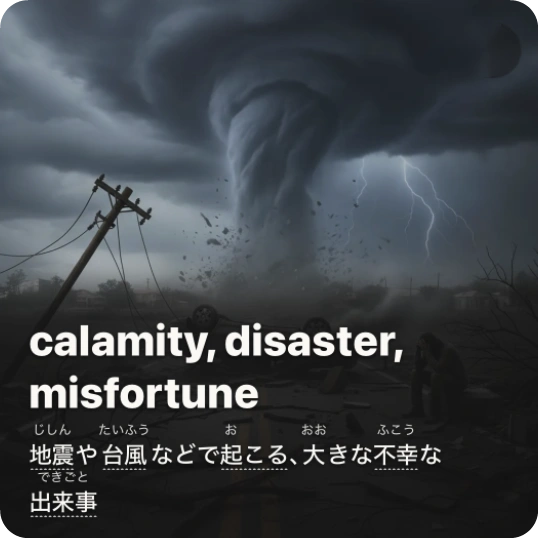 calamity, disaster,
misfortune
じしん たいふう お おお ふこう
地震や台風などで起こる、大きな不幸な
できごと
出来事